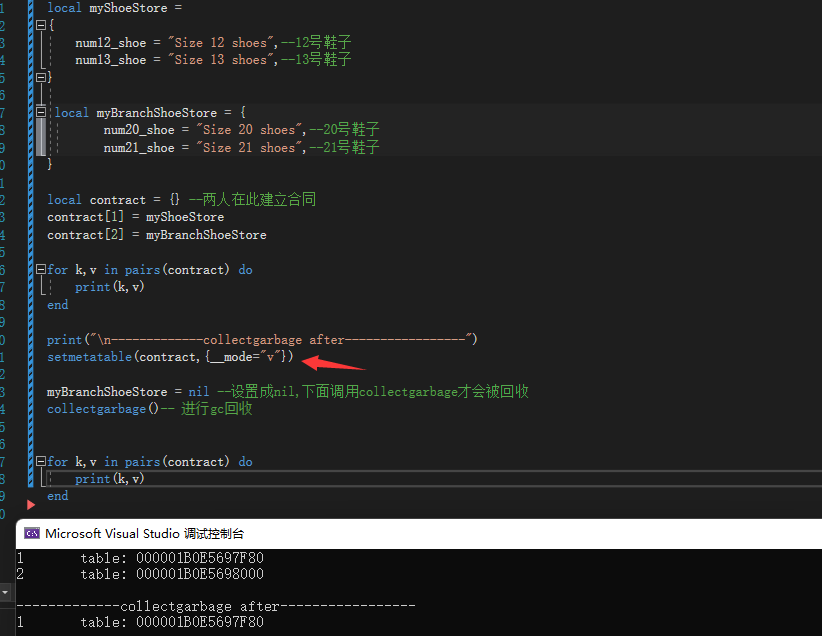 1 local myShoeStore =
2 {
3 num12_shoe = "Size 12 shoes",--12号鞋子
4 num13_shoe = "Size 13 shoes",--13号鞋子
5 }
6
7 local myBranchShoeStore = {
8 num20_shoe = "Size 20 shoes",--20号鞋子
9 num21_shoe = "Size 21 shoes",--21号鞋子
0 }
1
2 local contract = {} --两人在此建立合同
3 contract[1] = myShoeStore
4 contract[2] = myBranchShoeStore
5
6 for k,v in pairs(contract) do
7 print(k,v)
8 end
9
0 print("\n-------------collectgarbage after-----------------")
1 setmetatable(contract,{__mode="v"})
2
3 myBranchShoeStore = nil --设置成nil,下面调用collectgarbage才会被回收
4 collectgarbage()-- 进行gc回收
5
6
7 for k,v in pairs(contract) do
8 print(k,v)
9 end
0
Microsoft Visual Studio 调试控制台
1 table: 000001B0E5697F80
2 table: 000001B0E5698000
-------------collectgarbage after-----------------
1 table: 000001B0E5697F80